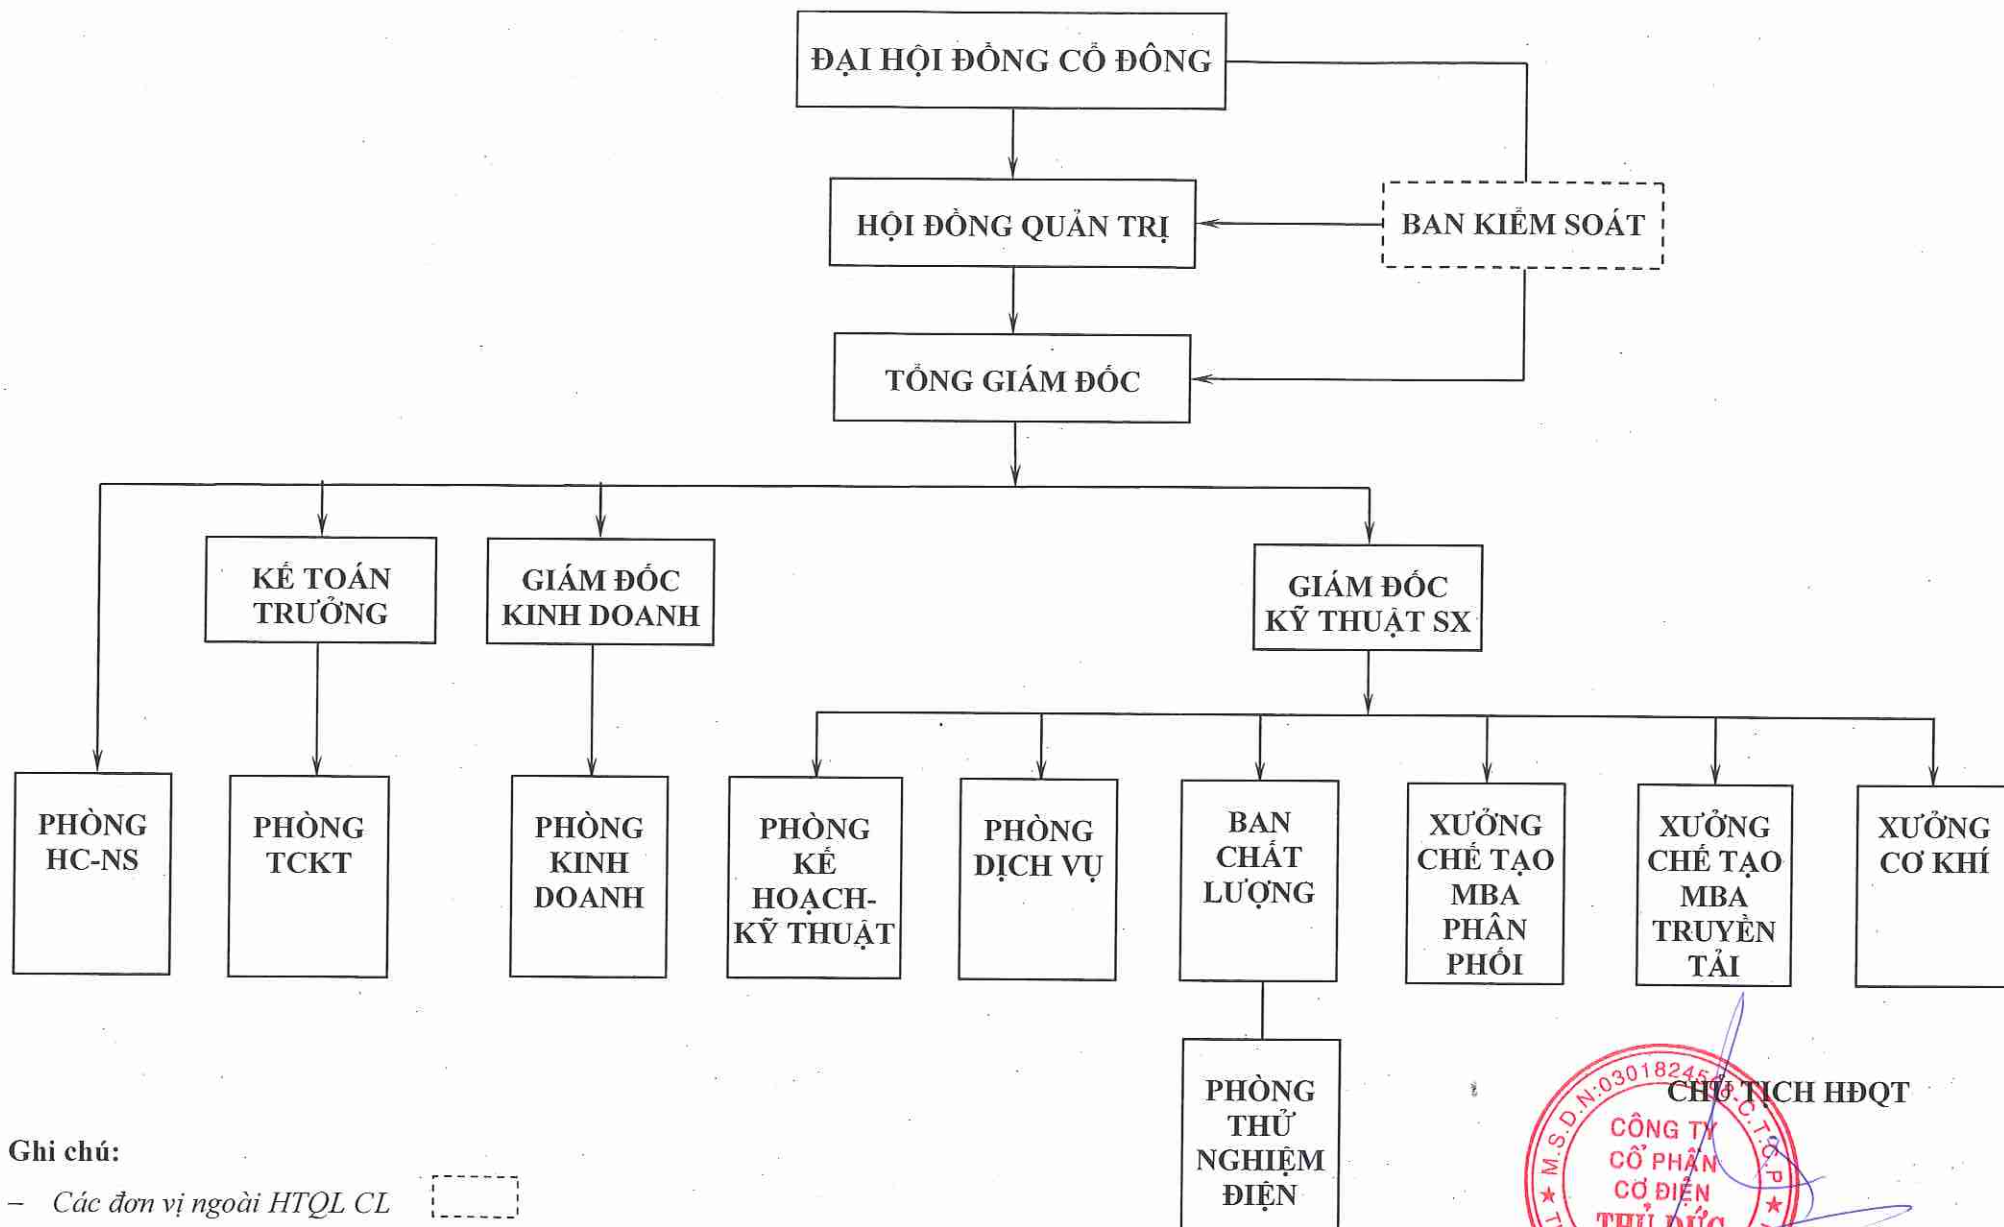 ĐẠI HỘI ĐỒNG CỔ ĐÔNG
HỘI ĐỒNG QUẢN TRỊ
BAN KIỂM SOÁT
TỔNG GIÁM ĐỐC
KẾ TOÁN
TRƯỞNG
GIÁM ĐỐC
KINH DOANH
GIÁM ĐỐC
KỸ THUẬT SX
PHÒNG
HC-NS
PHÒNG
TCKT
PHÒNG
KINH
DOANH
PHÒNG
KẾ
HOẠCH-
KỸ THUẬT
PHÒNG
DỊCH VỤ
BAN
CHẤT
LƯỢNG
XƯỞNG
CHẾ TẠO
MBA
PHÂN
PHỐI
XƯỞNG
CHẾ TẠO
MBA
TRUYỀN
TẢI
XƯỞNG
CƠ KHÍ
PHÒNG
THỬ
NGHIỆM
ĐIỆN
CHỦ TỊCH HĐQT
M.S.D.N:0301824508-C.T.C.P
CÔNG TY
CỔ PHẦN
CƠ ĐIỆN
THỦ ĐỨC
Ghi chú:
– Các đơn vị ngoài HTQL CL